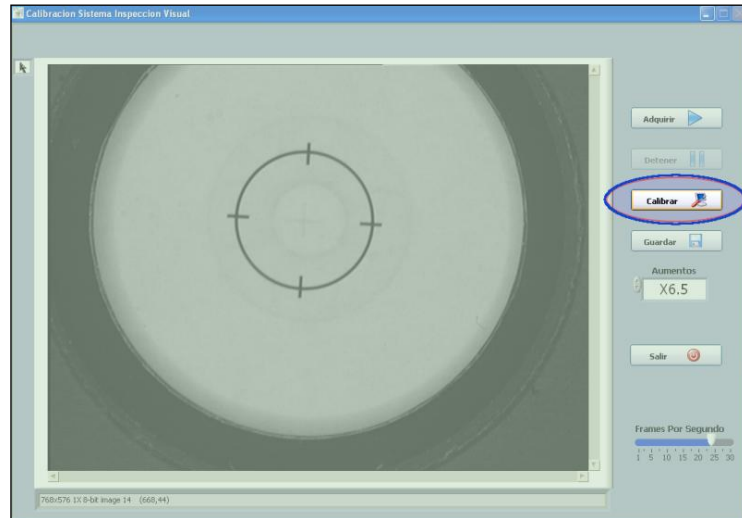 Calibracion Sistema Inspeccion Visual
Adquirir
Detener
Calibrar
Guardar
Aumentos
X6.5
Salir
Frames Por Segundo
1 5 10 15 20 25 30
768x576 1X 8-bit image 14 (668,44)